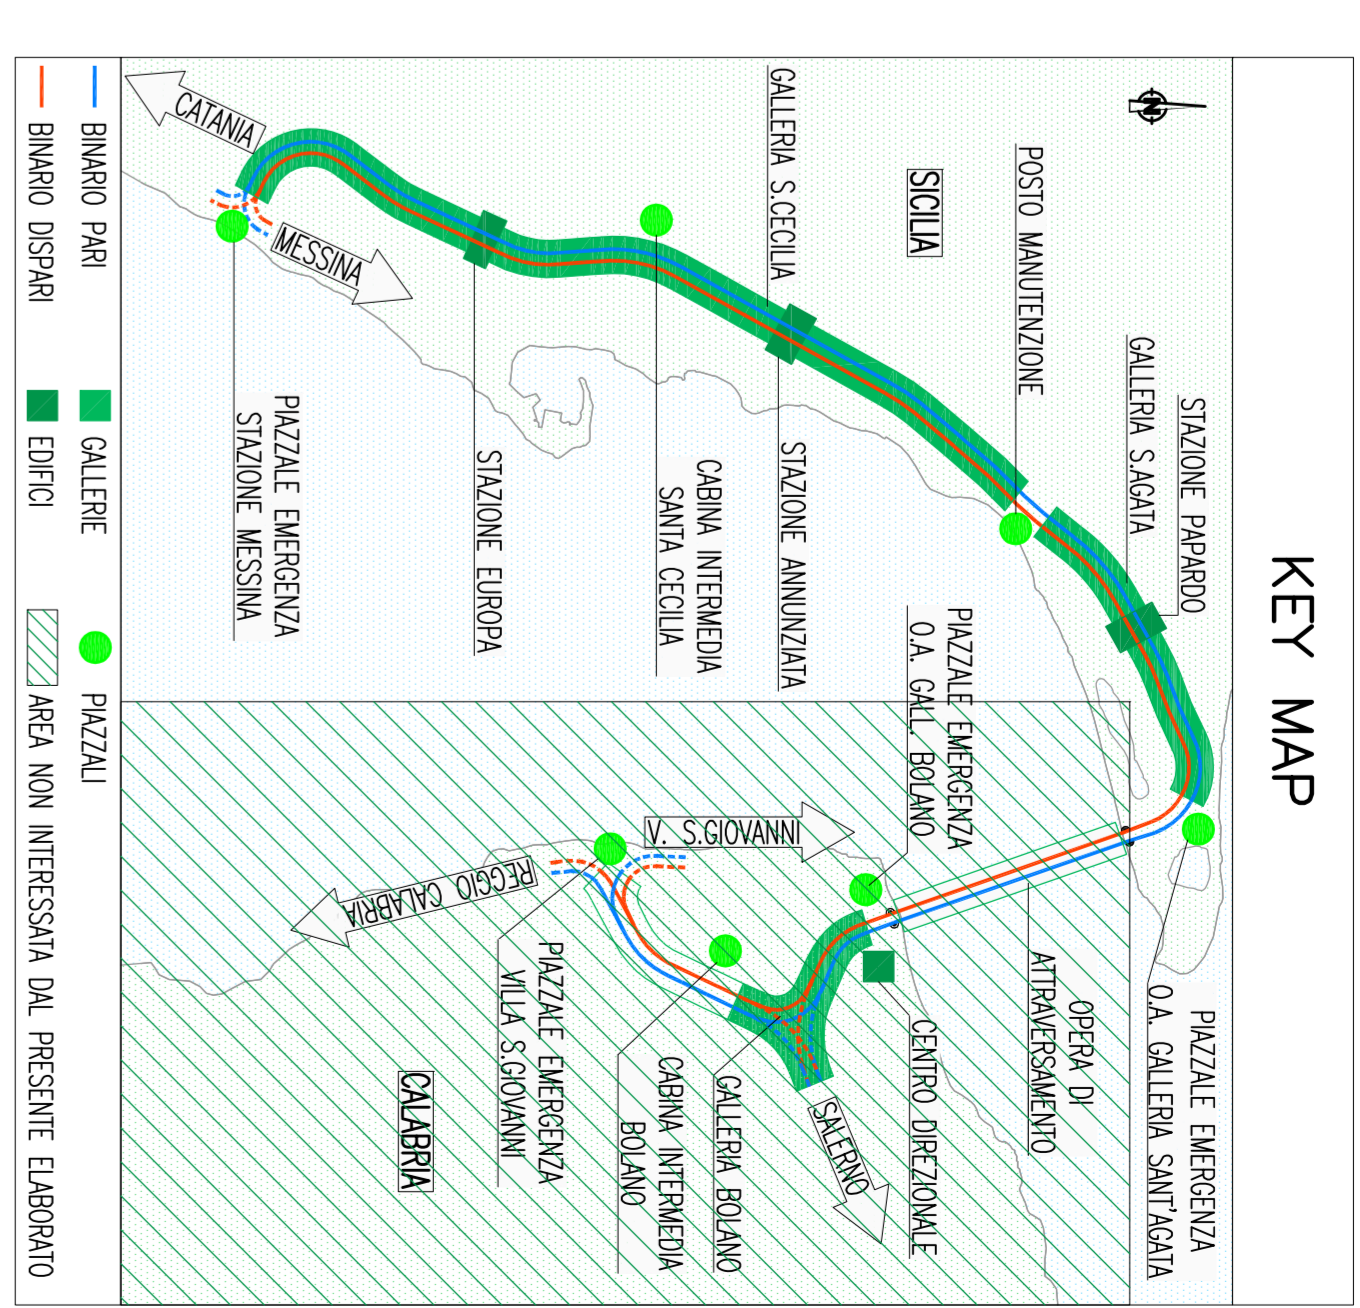 KEY MAP
N
PIAZZALE EMERGENZA
O.A. GALLERIA SANT'AGATA
STAZIONE PAPARDO
GALLERIA S.AGATA
POSTO MANUTENZIONE
OPERA DI
ATTRAVERSAMENTO
SICILIA
PIAZZALE EMERGENZA
O.A. GALL. BOLANO
CENTRO DIREZIONALE
SALERNO
GALLERIA S.CECILIA
STAZIONE ANNUNZIATA
V. S.GIOVANNI
GALLERIA BOLANO
CABINA INTERMEDIA
SANTA CECILIA
CABINA INTERMEDIA
BOLANO
PIAZZALE EMERGENZA
VILLA S.GIOVANNI
STAZIONE EUROPA
REGGIO CALABRIA
CALABRIA
MESSINA
CATANIA
PIAZZALE EMERGENZA
STAZIONE MESSINA
BINARIO PARI
GALLERIE
PIAZZALI
BINARIO DISPARI
EDIFICI
AREA NON INTERESSATA DAL PRESENTE ELABORATO